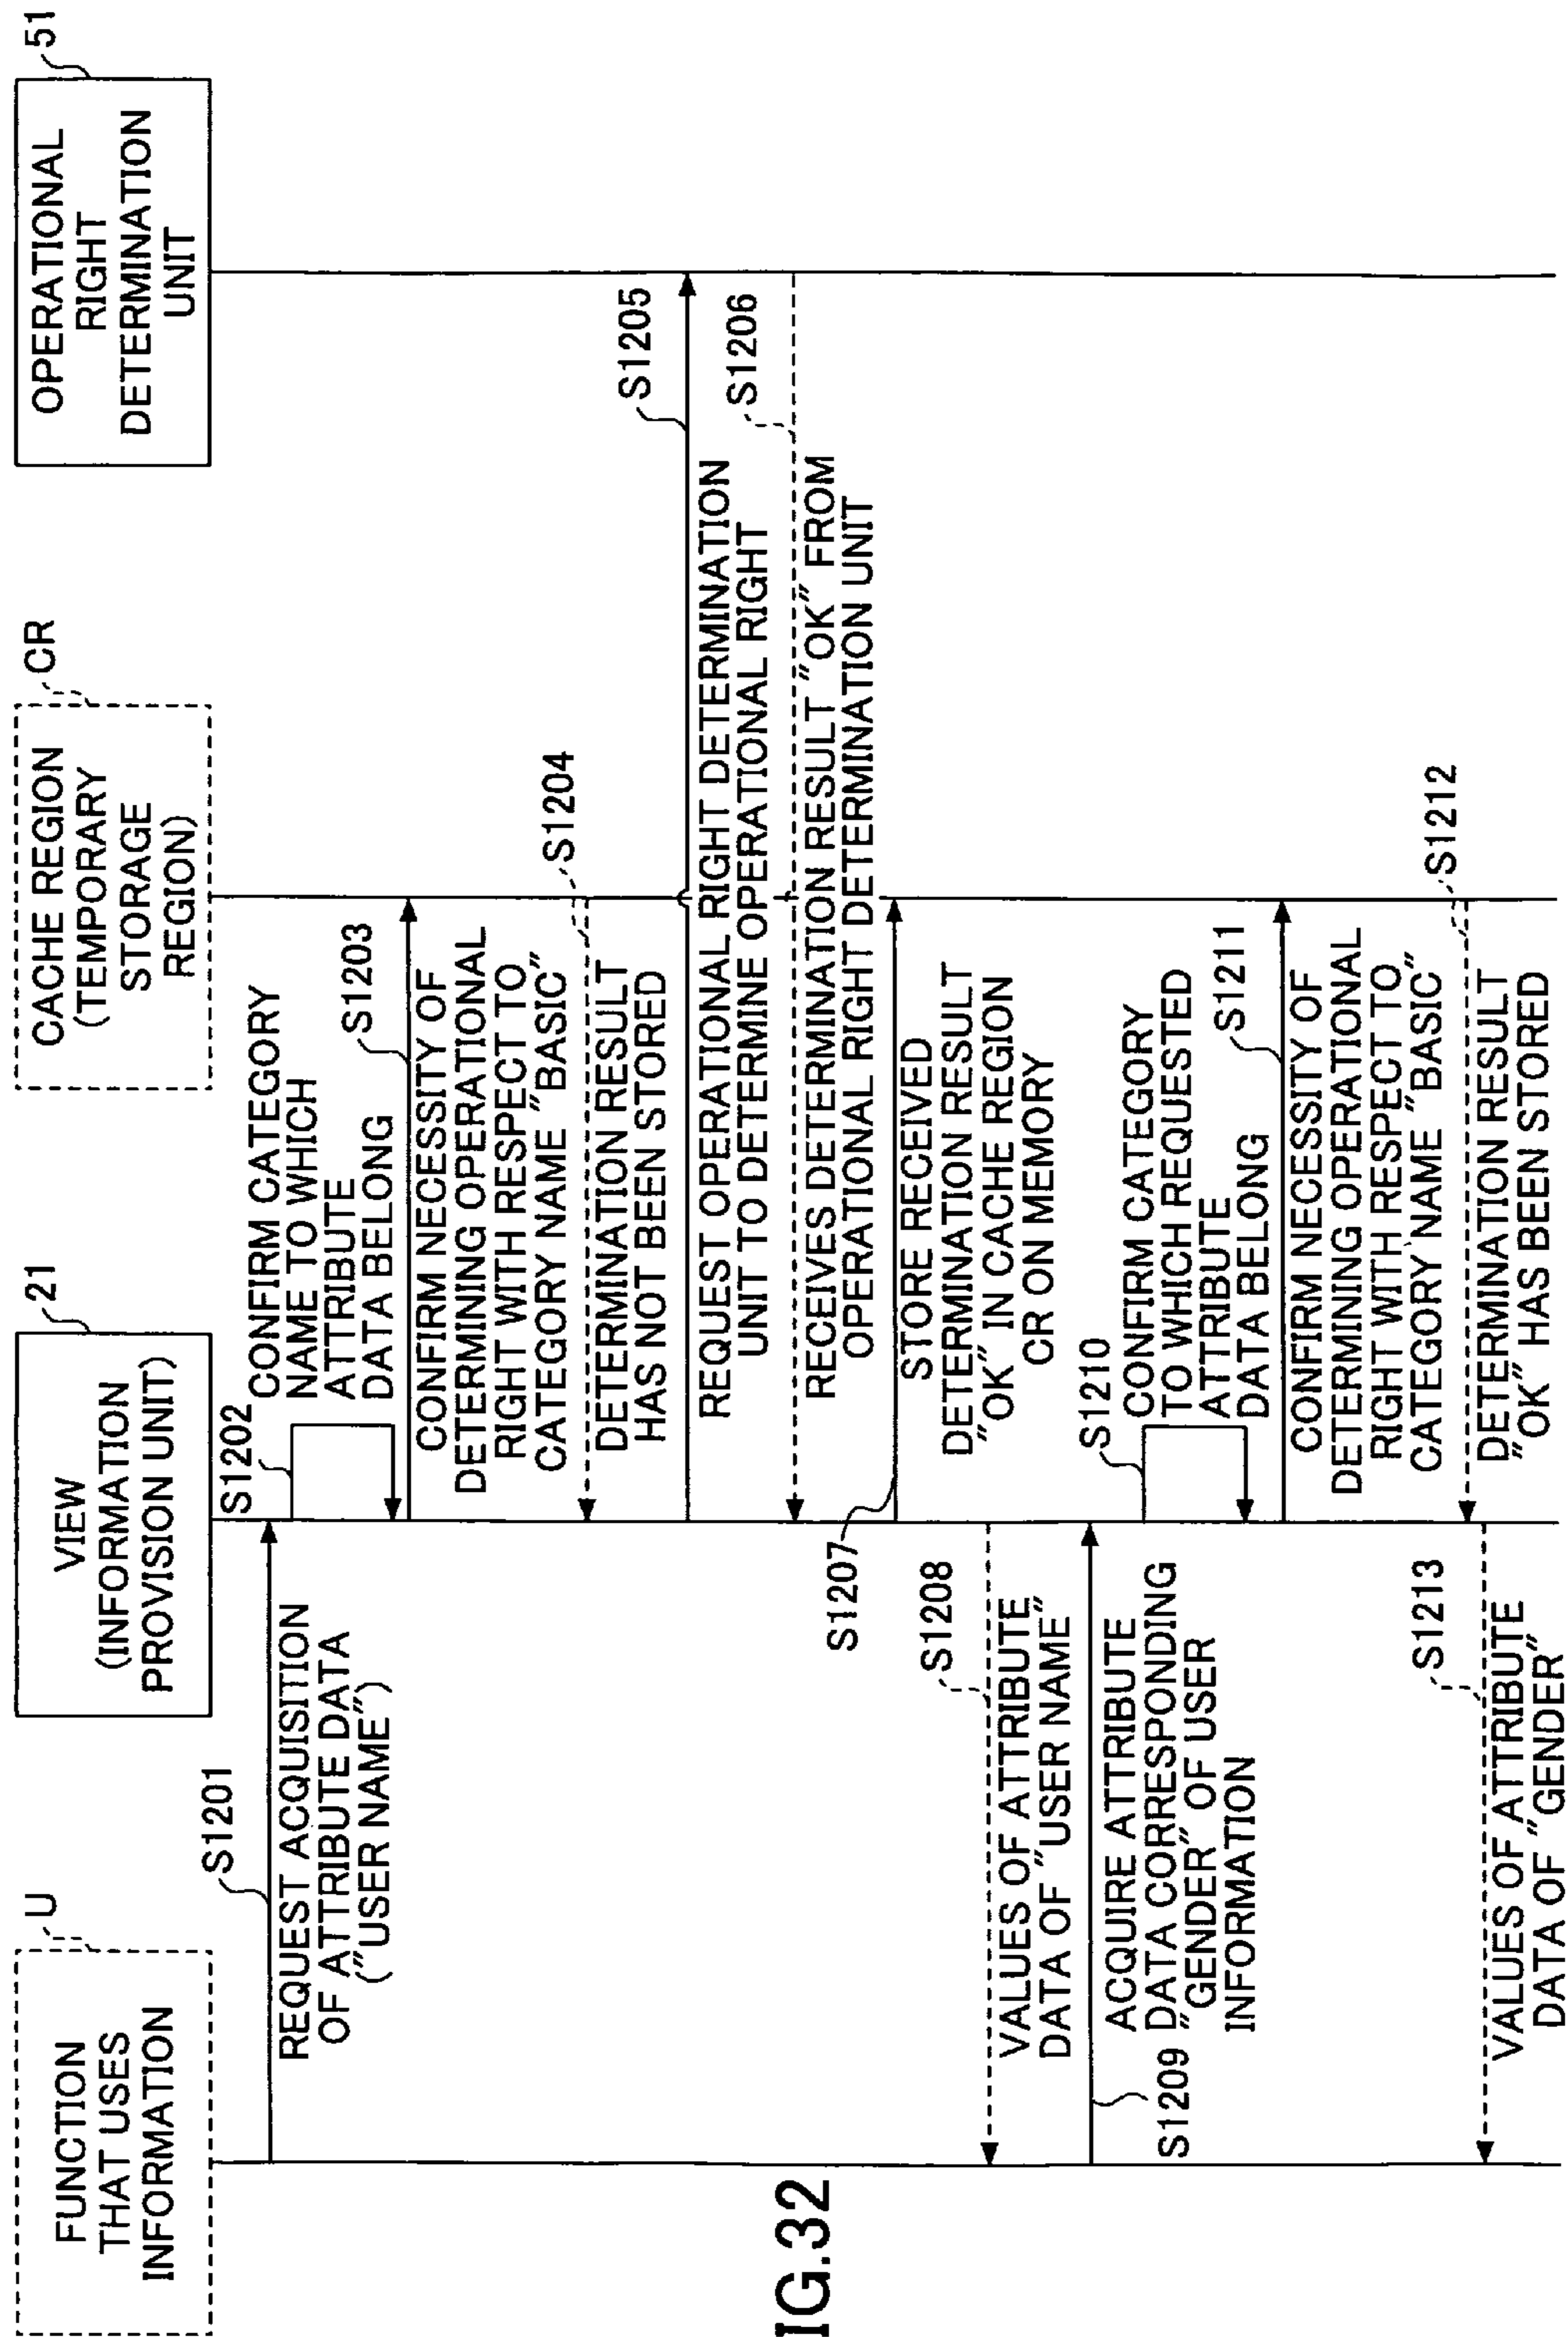 FUNCTION
THAT USES
INFORMATION
U
VIEW
(INFORMATION
PROVISION UNIT)
21
CACHE REGION
(TEMPORARY
STORAGE
REGION)
CR
OPERATIONAL
RIGHT
DETERMINATION
UNIT
51
S1201
REQUEST ACQUISITION
OF ATTRIBUTE DATA
("USER NAME")
S1202
CONFIRM CATEGORY
NAME TO WHICH
ATTRIBUTE
DATA BELONG
S1203
CONFIRM NECESSITY OF
DETERMINING OPERATIONAL
RIGHT WITH RESPECT TO
CATEGORY NAME "BASIC"
S1204
DETERMINATION RESULT
HAS NOT BEEN STORED
S1205
REQUEST OPERATIONAL RIGHT DETERMINATION
UNIT TO DETERMINE OPERATIONAL RIGHT
S1206
RECEIVES DETERMINATION RESULT "OK" FROM
OPERATIONAL RIGHT DETERMINATION UNIT
S1207
STORE RECEIVED
DETERMINATION RESULT
"OK" IN CACHE REGION
CR ON MEMORY
S1208
VALUES OF ATTRIBUTE
DATA OF "USER NAME"
S1209
ACQUIRE ATTRIBUTE
DATA CORRESPONDING
"GENDER" OF USER
INFORMATION
S1210
CONFIRM CATEGORY
TO WHICH REQUESTED
ATTRIBUTE
DATA BELONG
S1211
CONFIRM NECESSITY OF
DETERMINING OPERATIONAL
RIGHT WITH RESPECT TO
CATEGORY NAME "BASIC"
S1212
DETERMINATION RESULT
"OK" HAS BEEN STORED
S1213
VALUES OF ATTRIBUTE
DATA OF "GENDER"
IG.32